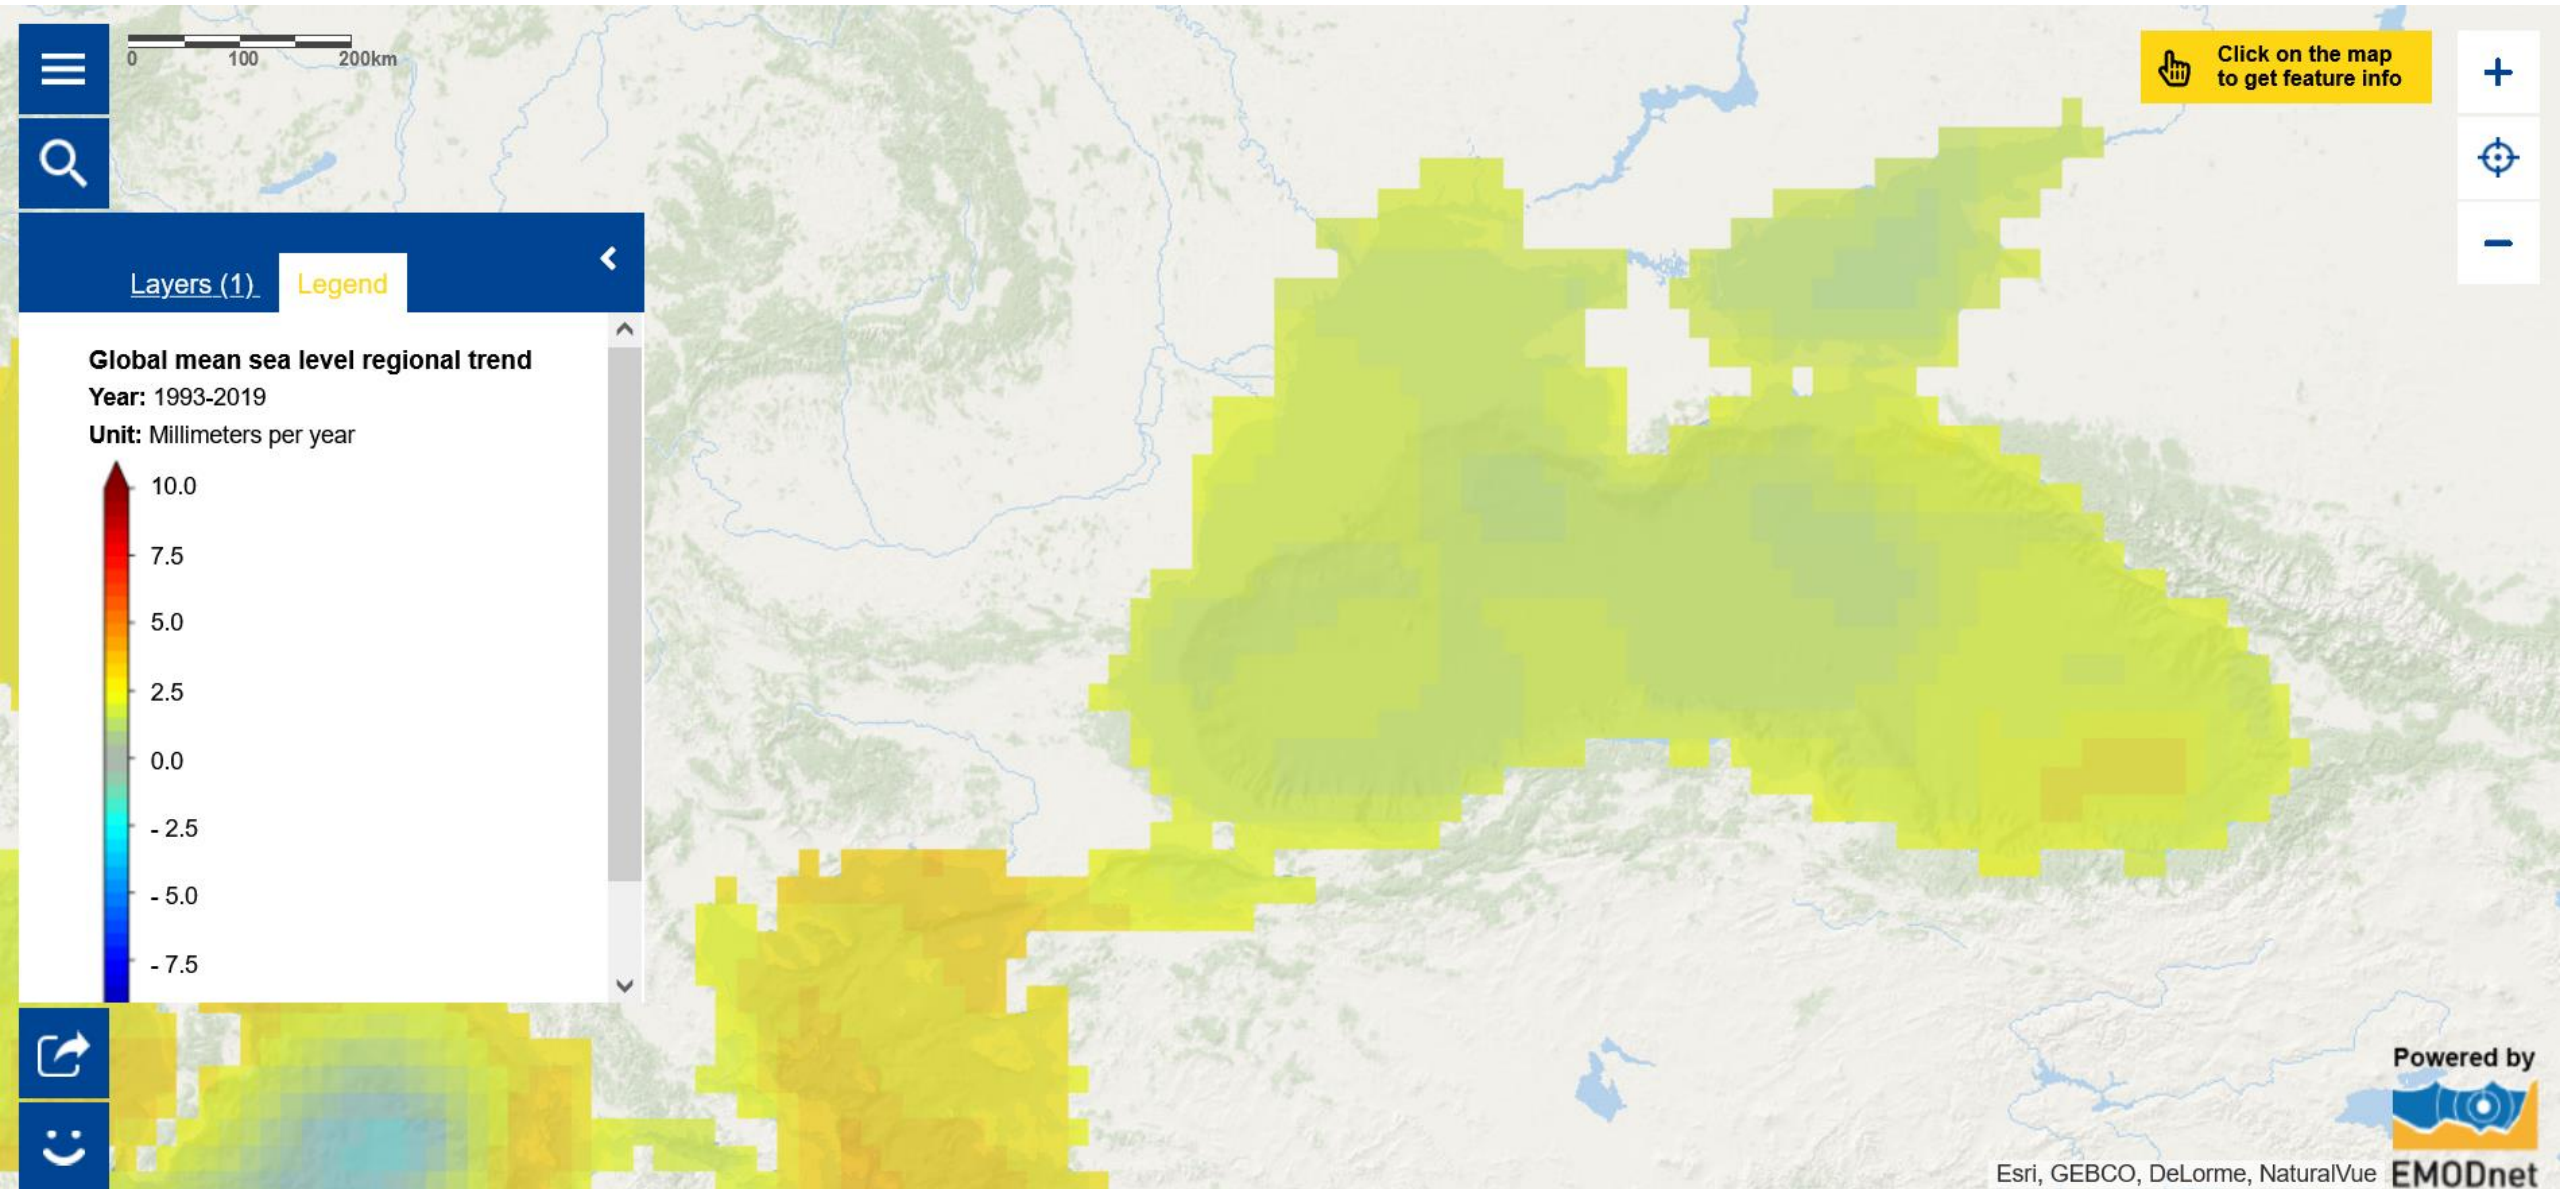 0 100 200km
Click on the map
to get feature info
Layers (1)
Legend
Global mean sea level regional trend
Year: 1993-2019
Unit: Millimeters per year
10.0
7.5
5.0
2.5
0.0
- 2.5
- 5.0
- 7.5
Powered by
EMODnet
Esri, GEBCO, DeLorme, NaturalVue